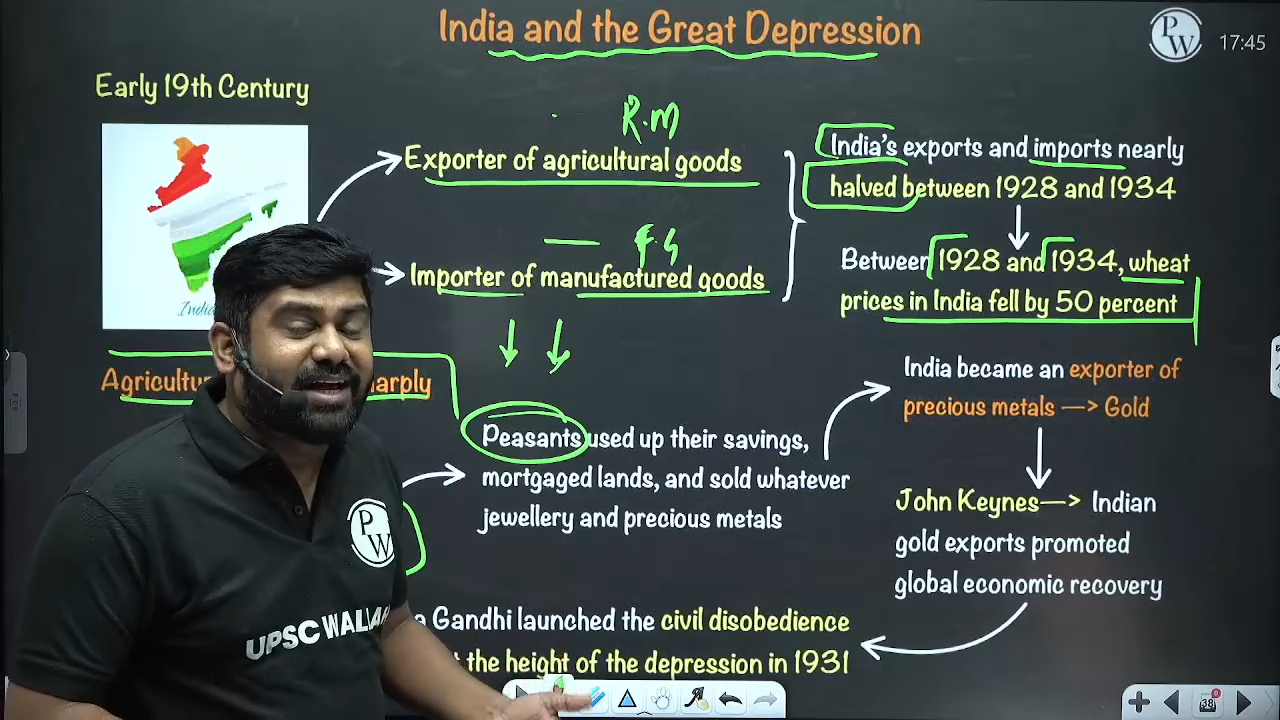 India and the Great Depression
PW
17:45
Early 19th Century
India
R.M
Exporter of agricultural goods
F.G
Importer of manufactured goods
India's exports and imports nearly
halved between 1928 and 1934
Between 1928 and 1934, wheat
prices in India fell by 50 percent
arply
Peasants used up their savings,
mortgaged lands, and sold whatever
jewellery and precious metals
India became an exporter of
precious metals → Gold
John Keynes → Indian
gold exports promoted
global economic recovery
a Gandhi launched the civil disobedience
t the height of the depression in 1931
PW
UPSC WALLAH
38